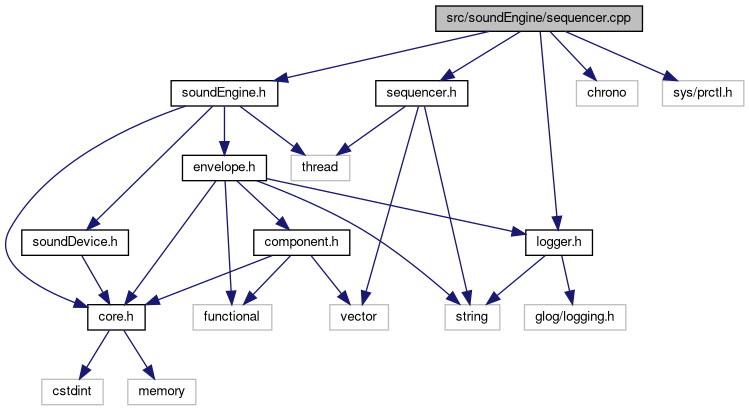 src/soundEngine/sequencer.cpp
soundEngine.h
sequencer.h
chrono
sys/prctl.h
envelope.h
thread
soundDevice.h
component.h
logger.h
core.h
functional
vector
string
glog/logging.h
cstdint
memory